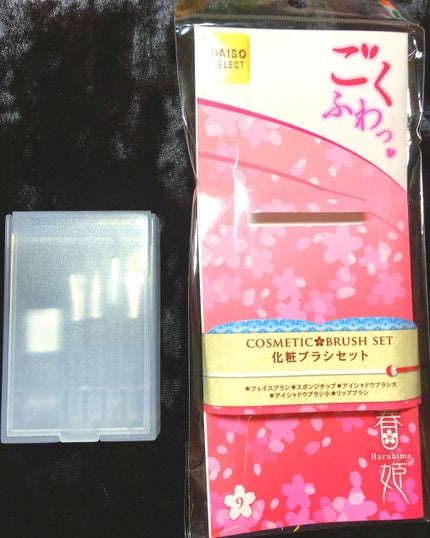 DAISO
SELECT
ごく
ふわっ
COSMETIC BRUSH SET
化粧ブラシセット
★フェイスブラシ★スポンジチップ★アイシャドウブラシ大
★アイシャドウブラシ小★リップブラシ
春
Haruhime
姫
9